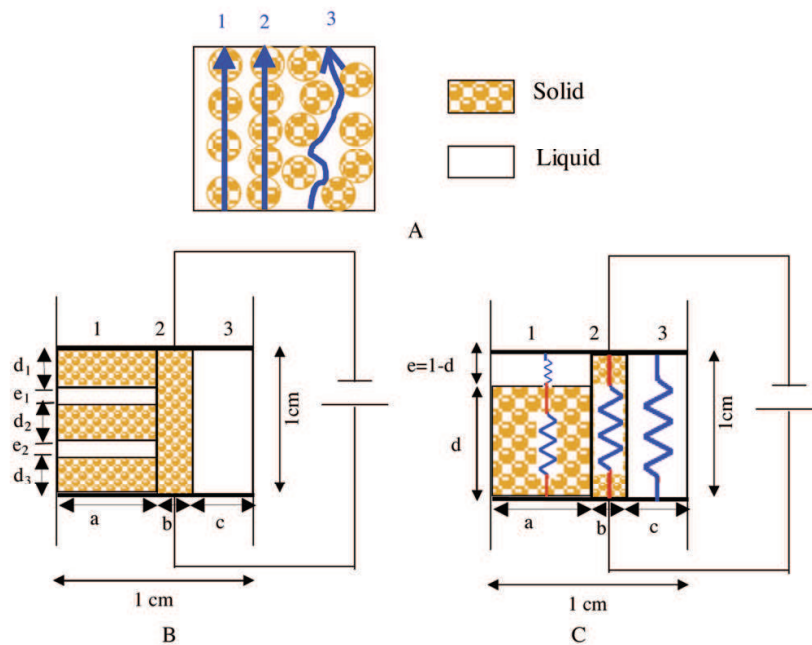 1 2 3
Solid
Liquid
A
1 2 3
d1
e1
d2
e2
d3
1cm
a b c
1 cm
B
1 2 3
e=1-d
d
1cm
a b c
1 cm
C